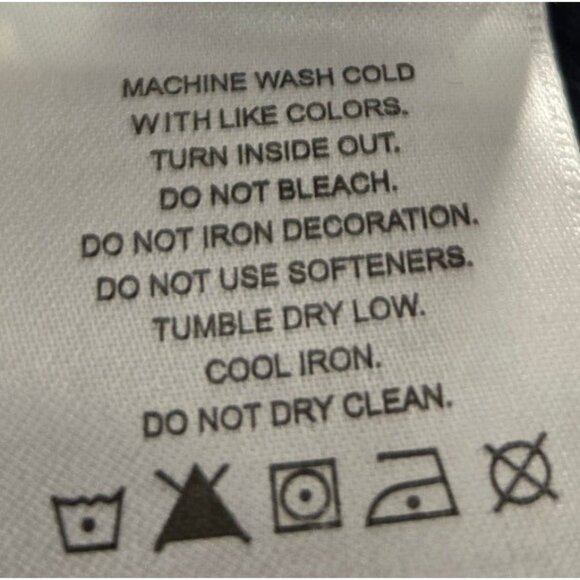 MACHINE WASH COLD
WITH LIKE COLORS.
TURN INSIDE OUT.
DO NOT BLEACH.
DO NOT IRON DECORATION.
DO NOT USE SOFTENERS.
TUMBLE DRY LOW.
COOL IRON.
DO NOT DRY CLEAN.